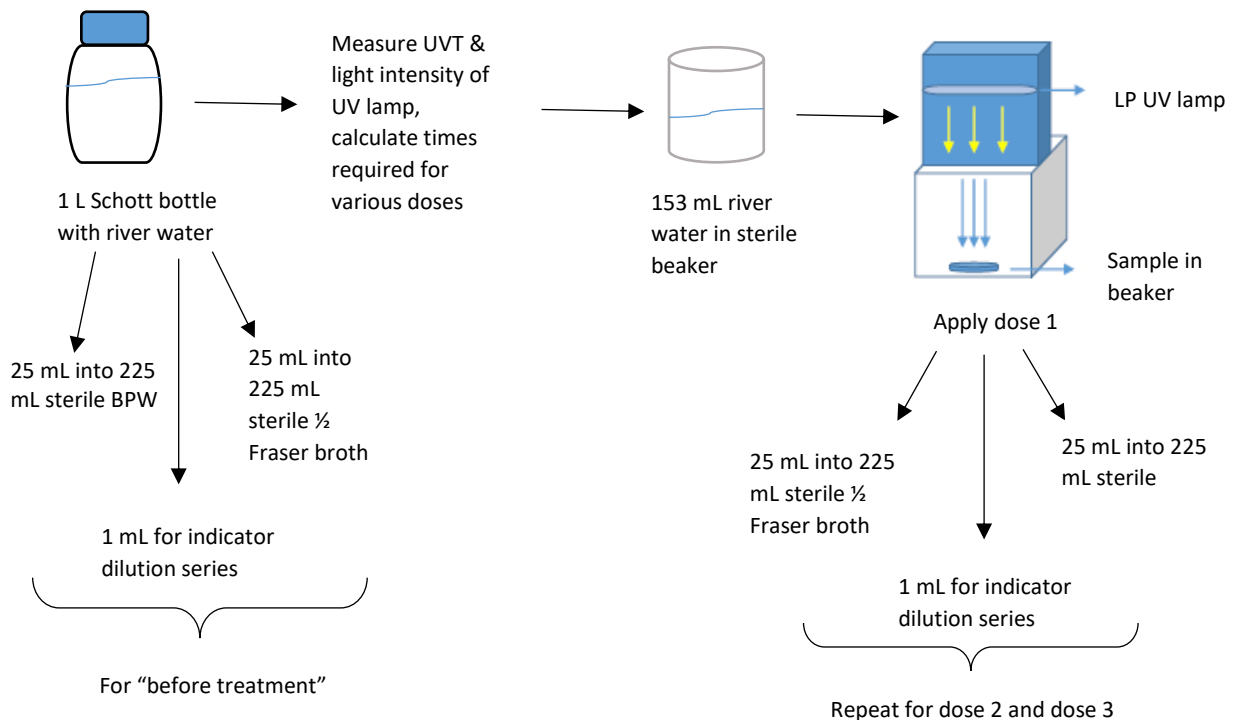 Measure UVT &
light intensity of
UV lamp,
calculate times
required for
various doses
LP UV lamp
1 L Schott bottle
with river water
153 mL river
water in sterile
beaker
Sample in
beaker
Apply dose 1
25 mL into 225
mL sterile BPW
25 mL into
225 mL
sterile ½
Fraser broth
25 mL into 225
mL sterile ½
Fraser broth
25 mL into 225
mL sterile
1 mL for indicator
dilution series
1 mL for indicator
dilution series
For “before treatment”
Repeat for dose 2 and dose 3